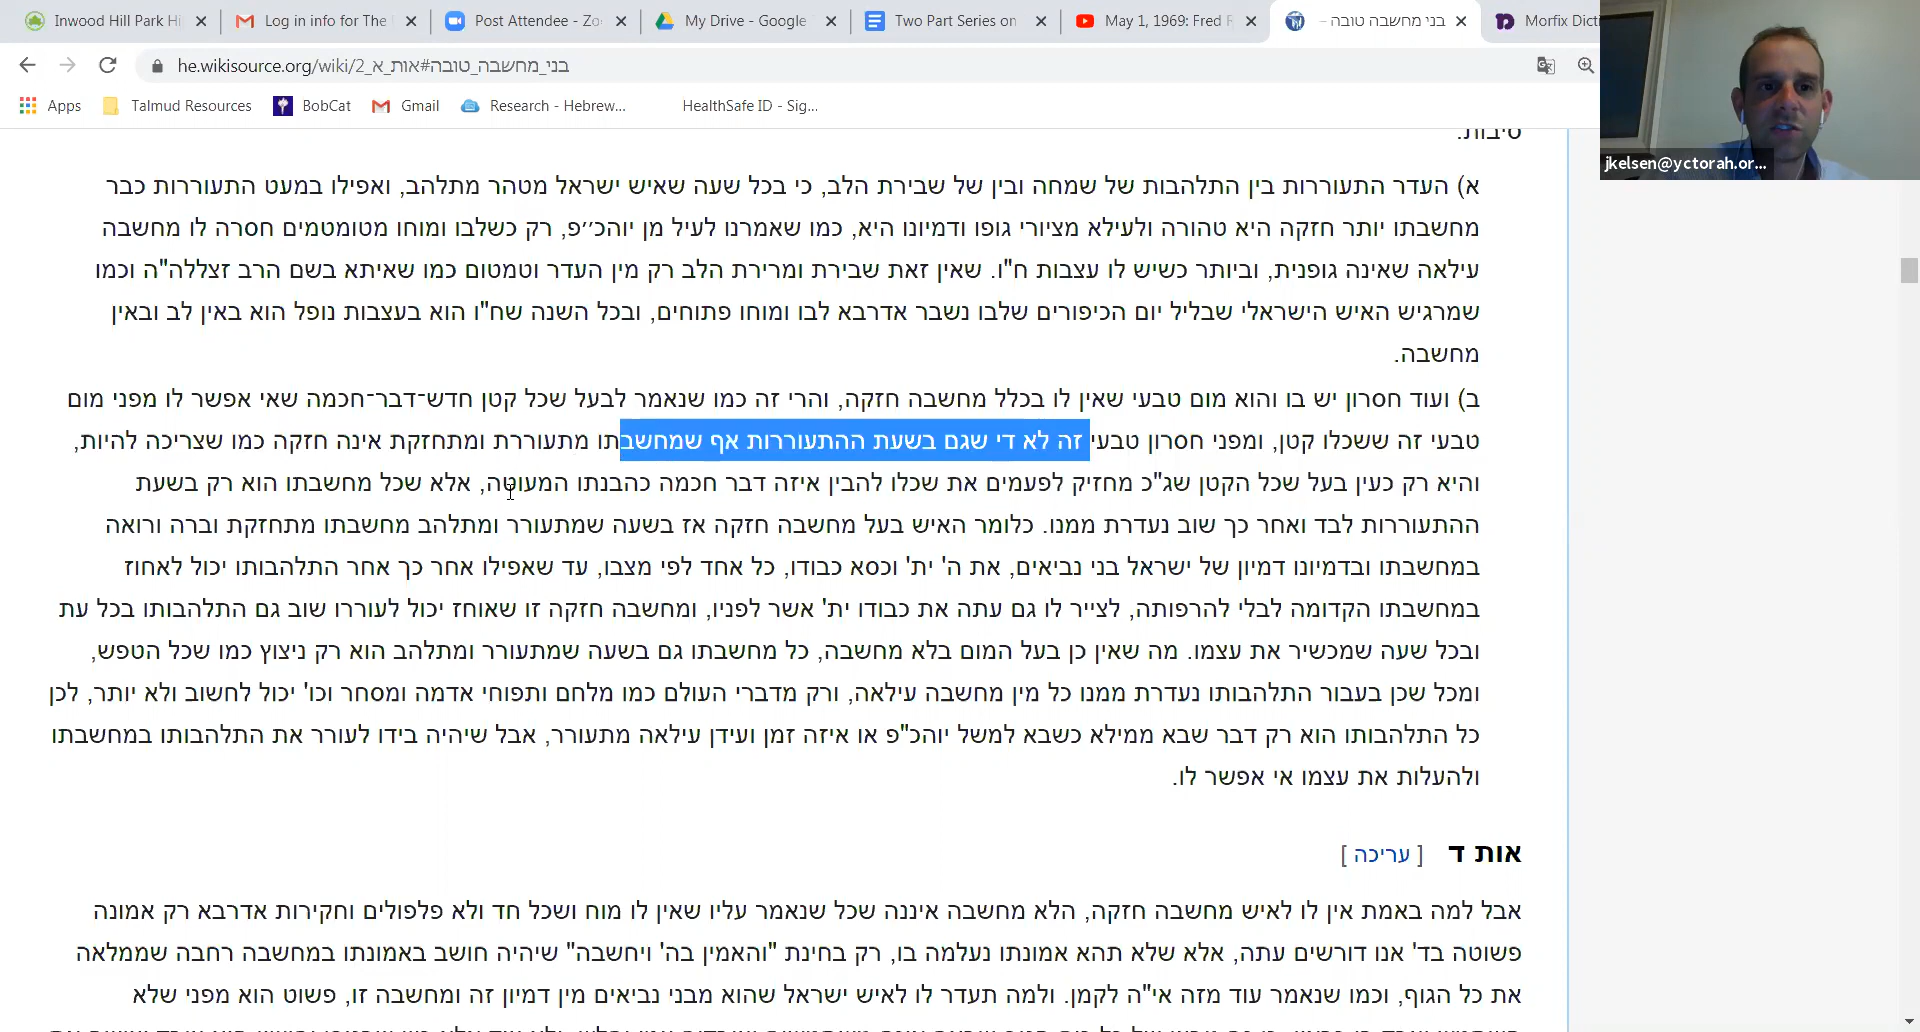 Inwood Hill Park Hi
Log in info for The
Post Attendee - Zo
My Drive - Google
Two Part Series on
May 1, 1969: Fred R
בני מחשבה טובה –
Morfix Dicti
he.wikisource.org/wiki/2_בני_מחשבה_טובה#אות_א
Apps
Talmud Resources
BobCat
Gmail
Research - Hebrew...
HealthSafe ID - Sig...
jkelsen@yctorah.or...
סיבות.
א) העדר התעוררות בין התלהבות של שמחה ובין של שבירת הלב, כי בכל שעה שאיש ישראל מטהר מתלהב, ואפילו במעט התעוררות כבר
מחשבתו יותר חזקה היא טהורה ולעילא מציורי גופו ודמיונו היא, כמו שאמרנו לעיל מן יוהכ״פ, רק כשלבו ומוחו מטומטמים חסרה לו מחשבה
עילאה שאינה גופנית, וביותר כשיש לו עצבות ח"ו. שאין זאת שבירת ומרירת הלב רק מין העדר וטמטום כמו שאיתא בשם הרב זצללה"ה וכמו
שמרגיש האיש הישראלי שבליל יום הכיפורים שלבו נשבר אדרבא לבו ומוחו פתוחים, ובכל השנה שח"ו הוא בעצבות נופל הוא באין לב ובאין
מחשבה.
ב) ועוד חסרון יש בו והוא מום טבעי שאין לו בכלל מחשבה חזקה, והרי זה כמו שנאמר לבעל שכל קטן חדש־דבר־חכמה שאי אפשר לו מפני מום
טבעי זה ששכלו קטן, ומפני חסרון טבעי זה לא די שגם בשעת ההתעוררות אף שמחשבתו מתעוררת ומתחזקת אינה חזקה כמו שצריכה להיות,
והיא רק כעין בעל שכל הקטן שג"כ מחזיק לפעמים את שכלו להבין איזה דבר חכמה כהבנתו המעוטה, אלא שכל מחשבתו הוא רק בשעת
ההתעוררות לבד ואחר כך שוב נעדרת ממנו. כלומר האיש בעל מחשבה חזקה אז בשעה שמתעורר ומתלהב מחשבתו מתחזקת וברה ורואה
במחשבתו ובדמיונו דמיון של ישראל בני נביאים, את ה' ית' וכסא כבודו, כל אחד לפי מצבו, עד שאפילו אחר כך אחר התלהבותו יכול לאחוז
במחשבתו הקדומה לבלי להרפותה, לצייר לו גם עתה את כבודו ית' אשר לפניו, ומחשבה חזקה זו שאוחז יכול לעוררו שוב גם התלהבותו בכל עת
ובכל שעה שמכשיר את עצמו. מה שאין כן בעל המום בלא מחשבה, כל מחשבתו גם בשעה שמתעורר ומתלהב הוא רק ניצוץ כמו שכל הטפש,
ומכל שכן בעבור התלהבותו נעדרת ממנו כל מין מחשבה עילאה, ורק מדברי העולם כמו מלחם ותפוחי אדמה ומסחר וכו' יכול לחשוב ולא יותר, לכן
כל התלהבותו הוא רק דבר שבא ממילא כשבא למשל יוהכ"פ או איזה זמן ועידן עילאה מתעורר, אבל שיהיה בידו לעורר את התלהבותו במחשבתו
ולהעלות את עצמו אי אפשר לו.
אות ד [ עריכה ]
אבל למה באמת אין לו לאיש מחשבה חזקה, הלא מחשבה איננה שכל שנאמר עליו שאין לו מוח ושכל חד ולא פלפולים וחקירות אדרבא רק אמונה
פשוטה בד' אנו דורשים עתה, אלא שלא תהא אמונתו נעלמה בו, רק בחינת "והאמין בה' ויחשבה" שיהיה חושב באמונתו במחשבה רחבה שממלאה
את כל הגוף, וכמו שנאמר עוד מזה אי"ה לקמן. ולמה תעדר לו לאיש ישראל שהוא מבני נביאים מין דמיון זה ומחשבה זו, פשוט הוא מפני שלא